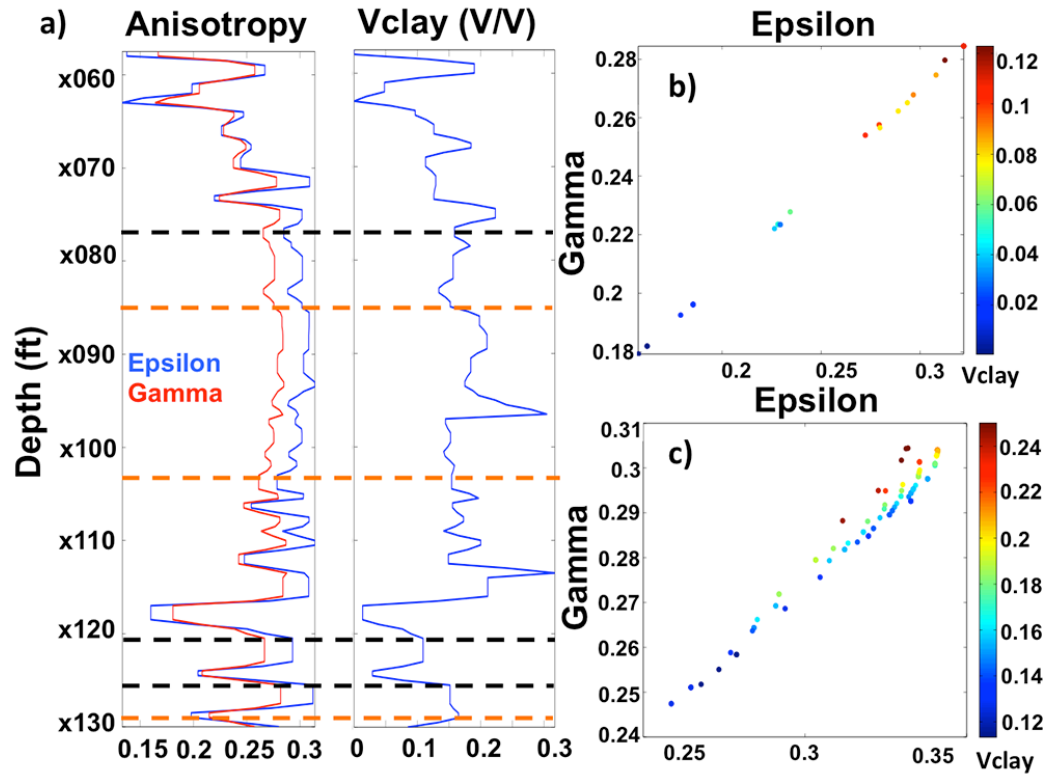 a)
Anisotropy
Vclay (V/V)
Depth (ft)
x060
x070
x080
x090
x100
x110
x120
x130
Epsilon
Gamma
0.15 0.2 0.25 0.3
0 0.1 0.2 0.3
Epsilon
b)
Gamma
0.28
0.26
0.24
0.22
0.2
0.18
0.2 0.25 0.3
0.12
0.1
0.08
0.06
0.04
0.02
Vclay
Epsilon
c)
Gamma
0.31
0.3
0.29
0.28
0.27
0.26
0.25
0.24
0.25 0.3 0.35
0.24
0.22
0.20
0.18
0.16
0.14
0.12
Vclay